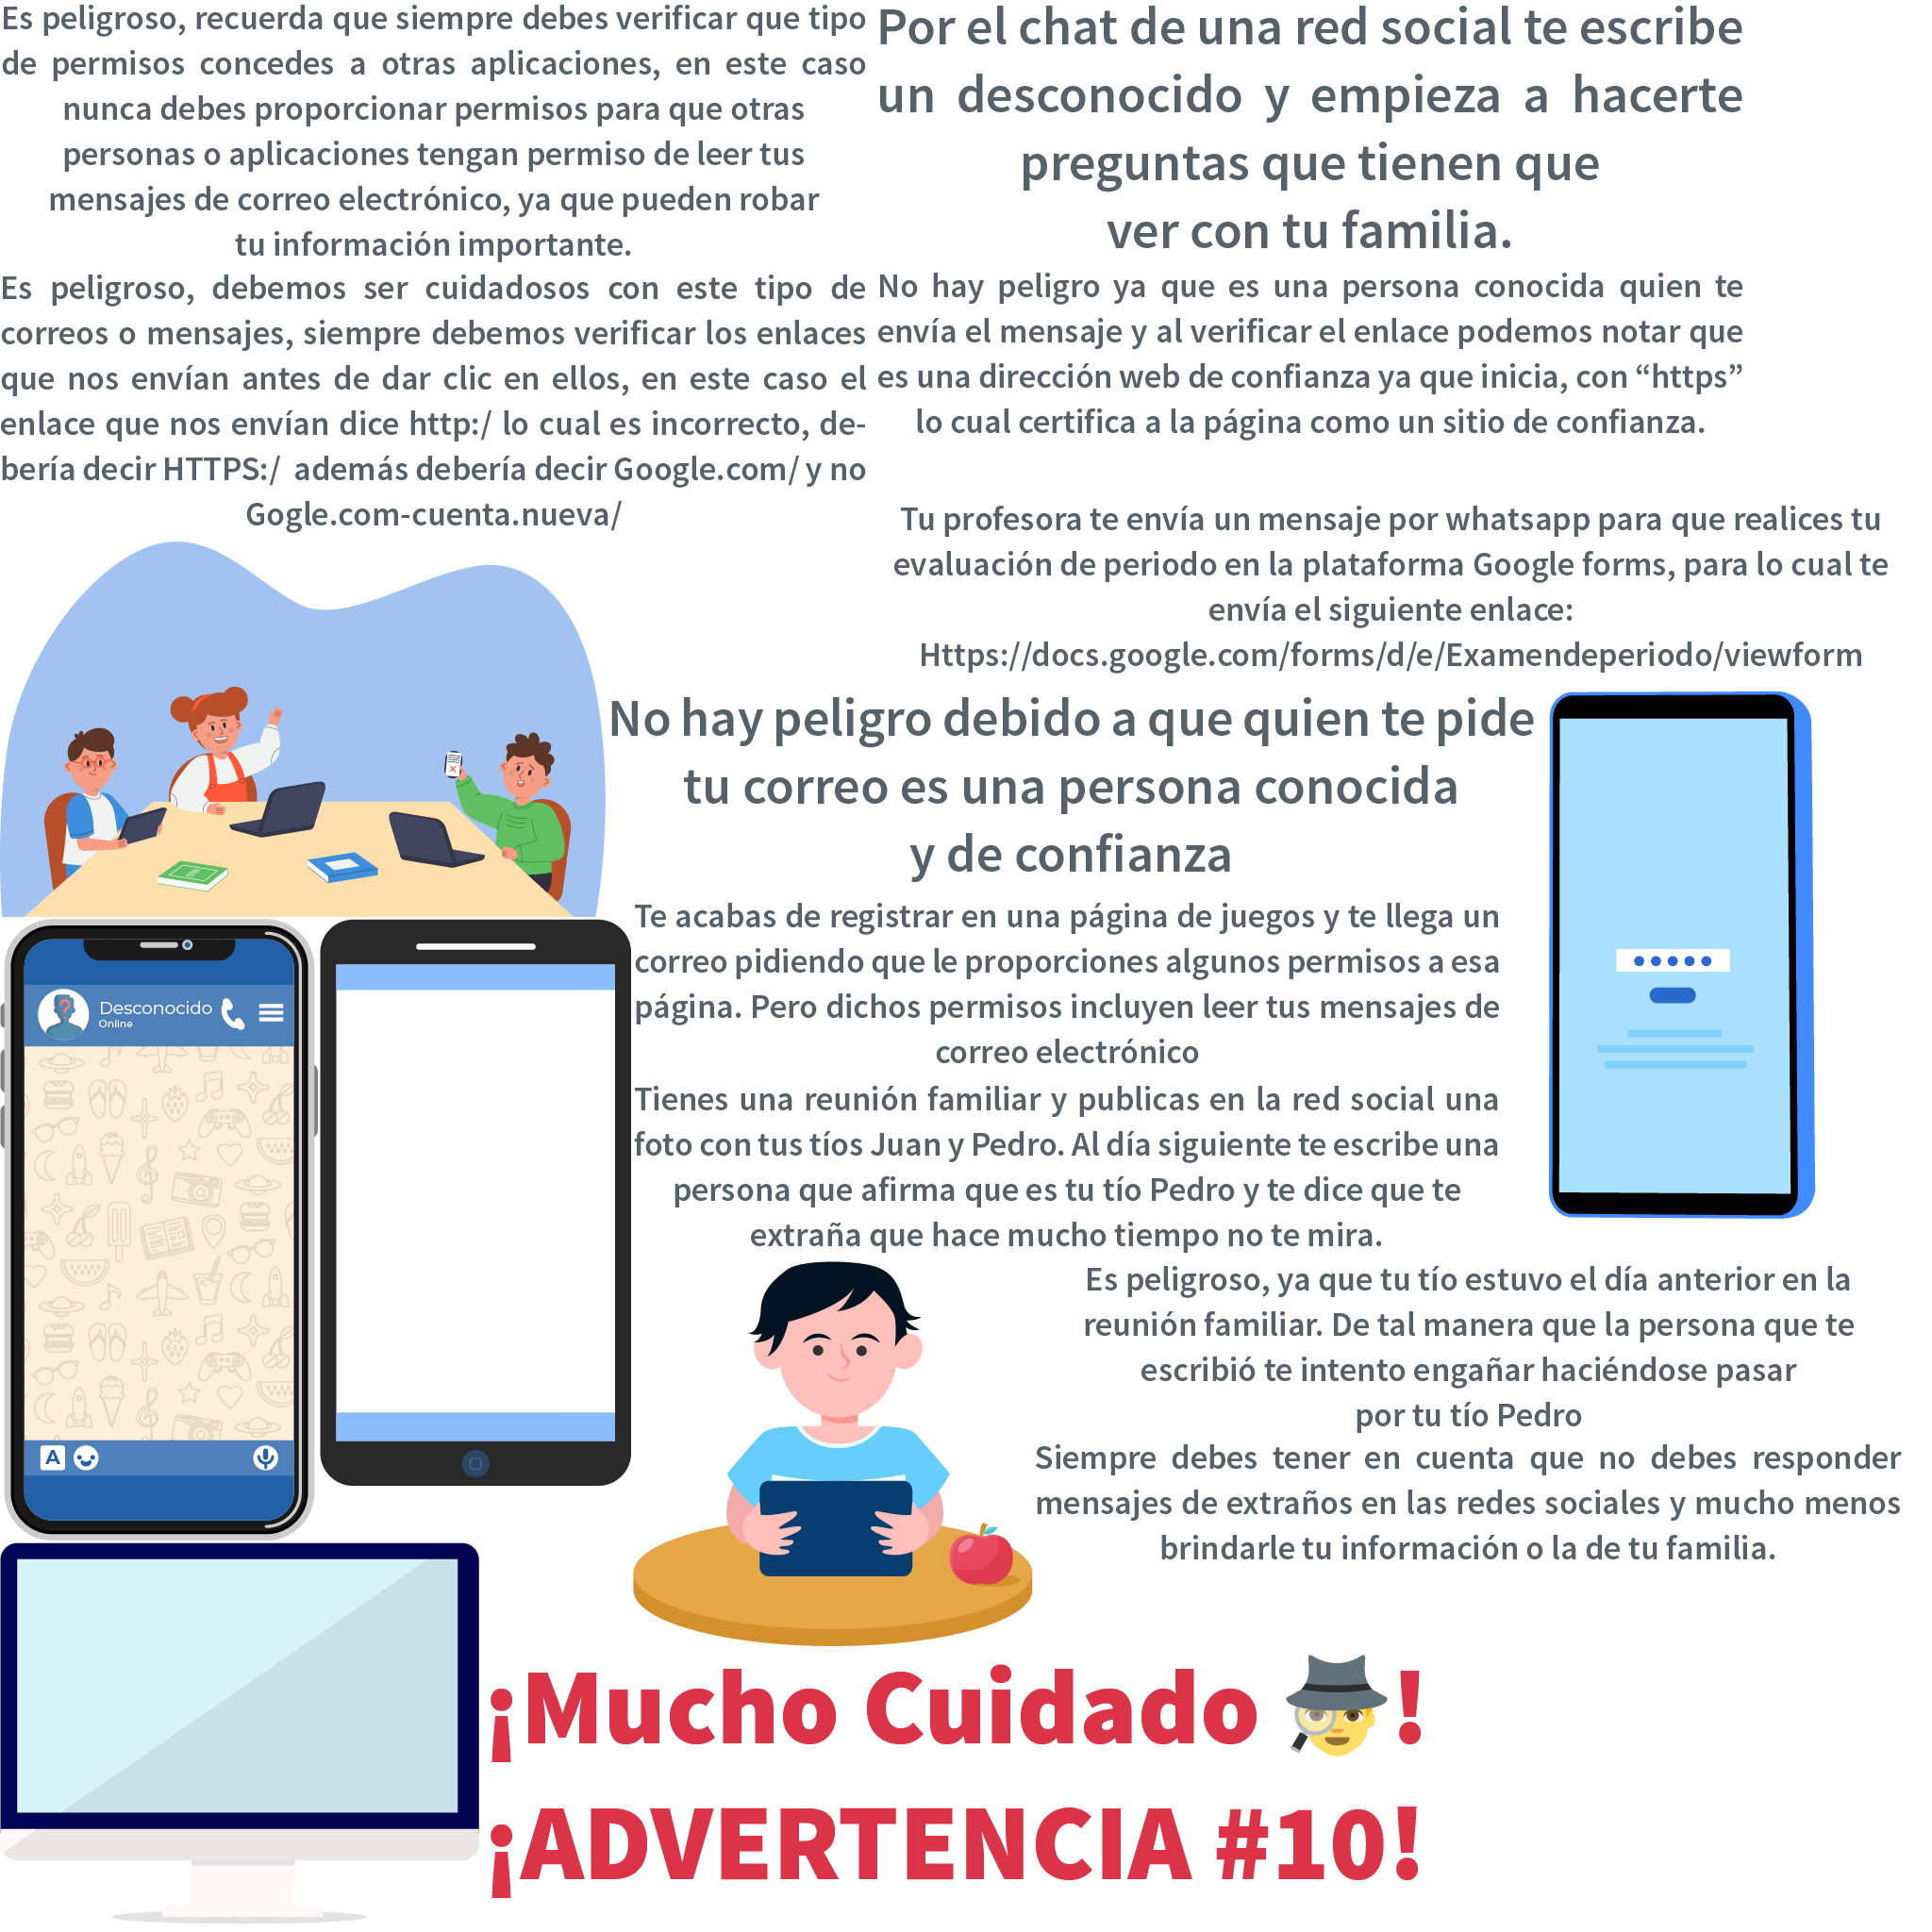 Es peligroso, recuerda que siempre debes verificar que tipo
de permisos concedes a otras aplicaciones, en este caso
nunca debes proporcionar permisos para que otras
personas o aplicaciones tengan permiso de leer tus
mensajes de correo electrónico, ya que pueden robar
tu información importante.
Es peligroso, debemos ser cuidadosos con este tipo de
correos o mensajes, siempre debemos verificar los enlaces
que nos envían antes de dar clic en ellos, en este caso el
enlace que nos envían dice http:/ lo cual es incorrecto, de-
bería decir HTTPS:/ además debería decir Google.com/ y no
Gogle.com-cuenta.nueva/
Por el chat de una red social te escribe
un desconocido y empieza a hacerte
preguntas que tienen que
ver con tu familia.
No hay peligro ya que es una persona conocida quien te
envía el mensaje y al verificar el enlace podemos notar que
es una dirección web de confianza ya que inicia, con “https”
lo cual certifica a la página como un sitio de confianza.
Tu profesora te envía un mensaje por whatsapp para que realices tu
evaluación de periodo en la plataforma Google forms, para lo cual te
envía el siguiente enlace:
Https://docs.google.com/forms/d/e/Examendeperiodo/viewform
No hay peligro debido a que quien te pide
tu correo es una persona conocida
y de confianza
Te acabas de registrar en una página de juegos y te llega un
correo pidiendo que le proporciones algunos permisos a esa
página. Pero dichos permisos incluyen leer tus mensajes de
correo electrónico
Tienes una reunión familiar y publicas en la red social una
foto con tus tíos Juan y Pedro. Al día siguiente te escribe una
persona que afirma que es tu tío Pedro y te dice que te
extraña que hace mucho tiempo no te mira.
Desconocido
Online
A
Es peligroso, ya que tu tío estuvo el día anterior en la
reunión familiar. De tal manera que la persona que te
escribió te intento engañar haciéndose pasar
por tu tío Pedro
Siempre debes tener en cuenta que no debes responder
mensajes de extraños en las redes sociales y mucho menos
brindarle tu información o la de tu familia.
¡Mucho Cuidado !
¡ADVERTENCIA #10!